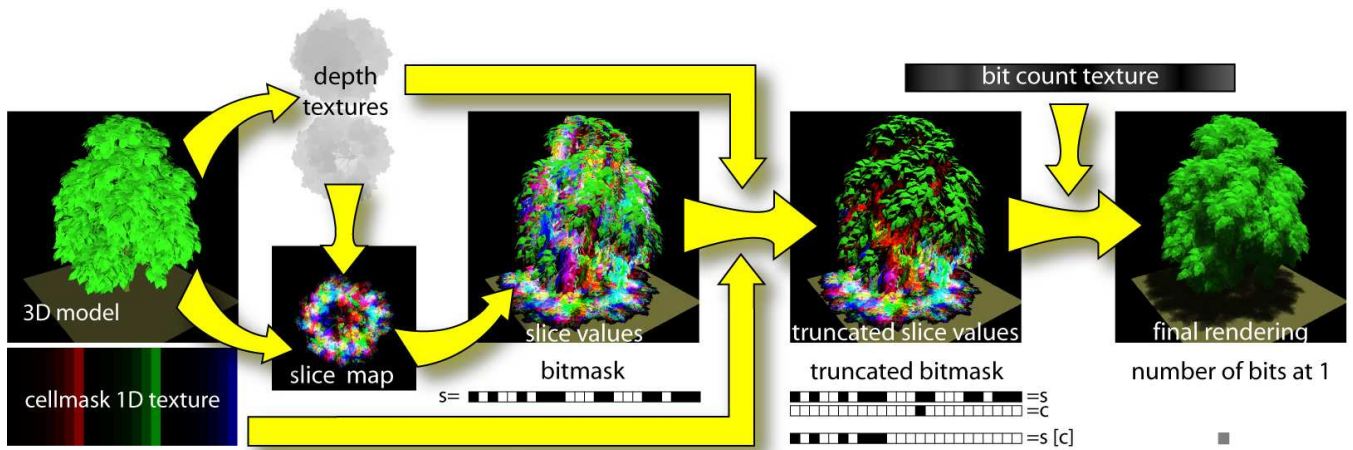 depth
textures
bit count texture
3D model
slice values
truncated slice values
final rendering
slice map
cellmask 1D texture
bitmask
truncated bitmask
number of bits at 1
s=
=s
=c
=s [c]